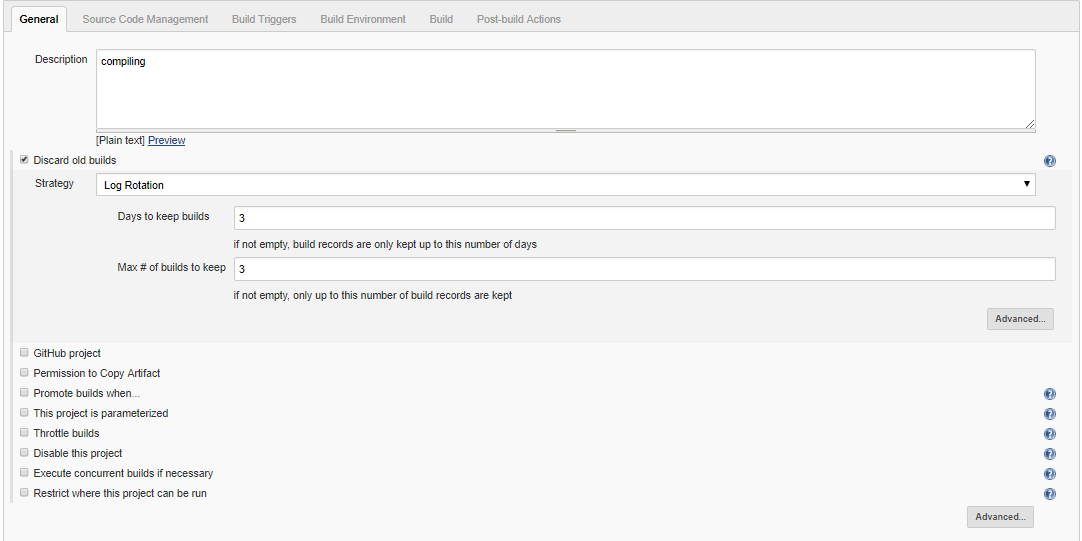 General Source Code Management Build Triggers Build Environment Build Post-build Actions
Description compiling
[Plain text] Preview
Discard old builds
Strategy Log Rotation
Days to keep builds 3
if not empty, build records are only kept up to this number of days
Max # of builds to keep 3
if not empty, only up to this number of build records are kept
Advanced...
GitHub project
Permission to Copy Artifact
Promote builds when...
This project is parameterized
Throttle builds
Disable this project
Execute concurrent builds if necessary
Restrict where this project can be run
Advanced...